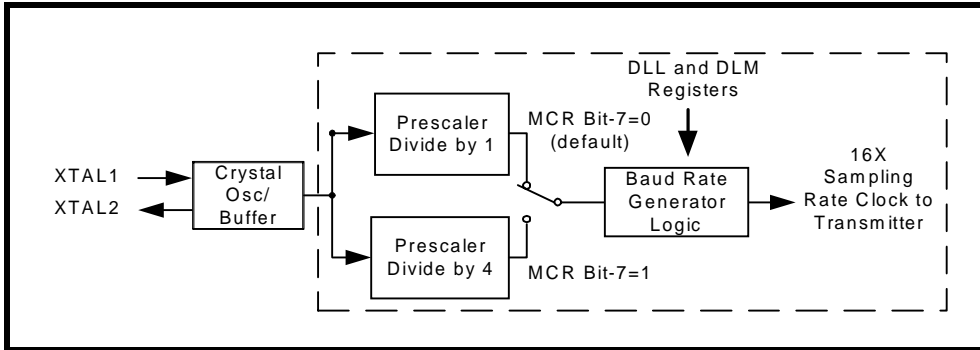 DLL and DLM
Registers
Prescaler
Divide by 1
MCR Bit-7=0
(default)
XTAL1
XTAL2
Crystal
Osc/
Buffer
Baud Rate
Generator
Logic
16X
Sampling
Rate Clock to
Transmitter
Prescaler
Divide by 4
MCR Bit-7=1